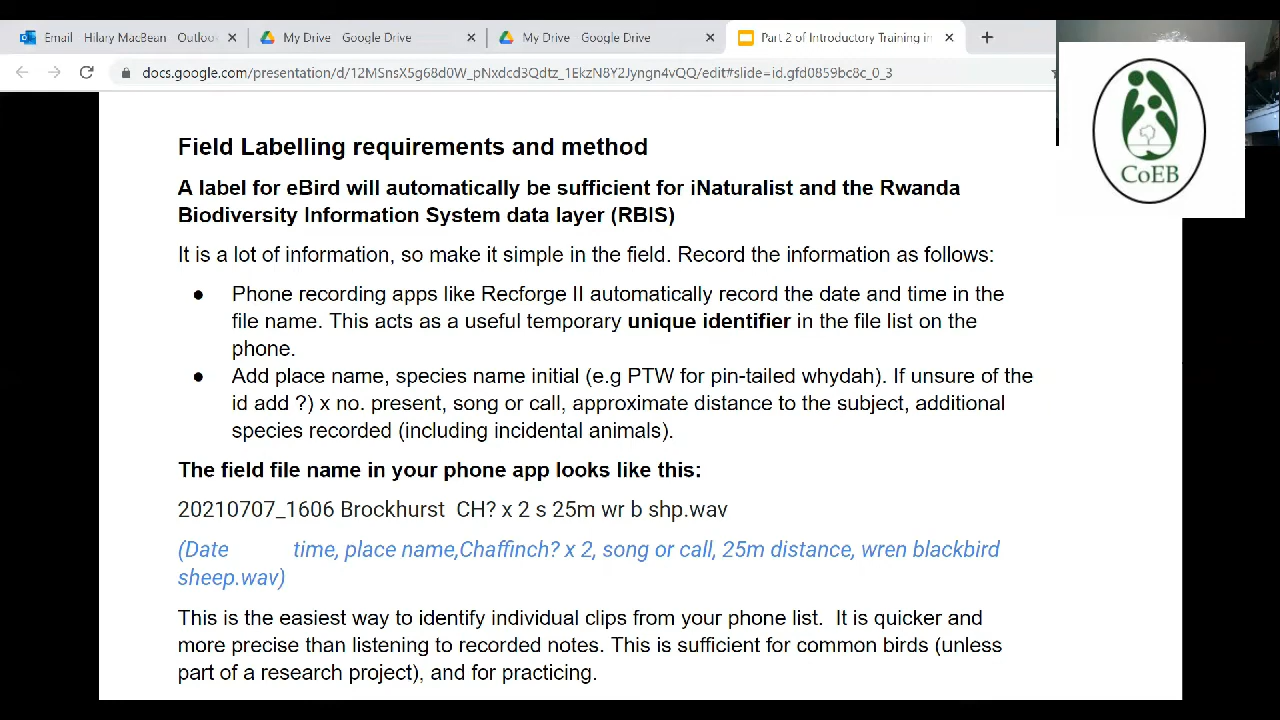 Email Hilary MacBean Outloo
My Drive Google Drive
My Drive Google Drive
Part 2 of Introductory Training in
docs.google.com/presentation/d/12MSnsX5g68d0W_pNxdcd3Qdtz_1EkzN8Y2Jyngn4vQQ/edit#slide=id.gfd0859bc8c_0_3
CoEB
Field Labelling requirements and method
A label for eBird will automatically be sufficient for iNaturalist and the Rwanda
Biodiversity Information System data layer (RBIS)
It is a lot of information, so make it simple in the field. Record the information as follows:
● Phone recording apps like Recforge II automatically record the date and time in the
file name. This acts as a useful temporary unique identifier in the file list on the
phone.
● Add place name, species name initial (e.g PTW for pin-tailed whydah). If unsure of the
id add ?) x no. present, song or call, approximate distance to the subject, additional
species recorded (including incidental animals).
The field file name in your phone app looks like this:
20210707_1606 Brockhurst CH? x 2 s 25m wr b shp.wav
(Date time, place name,Chaffinch? x 2, song or call, 25m distance, wren blackbird
sheep.wav)
This is the easiest way to identify individual clips from your phone list. It is quicker and
more precise than listening to recorded notes. This is sufficient for common birds (unless
part of a research project), and for practicing.